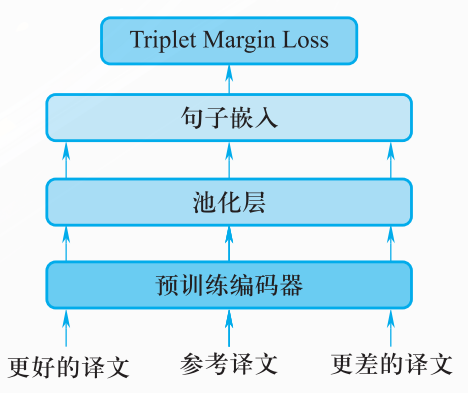 Triplet Margin Loss
句子嵌入
池化层
预训练编码器
更好的译文
参考译文
更差的译文